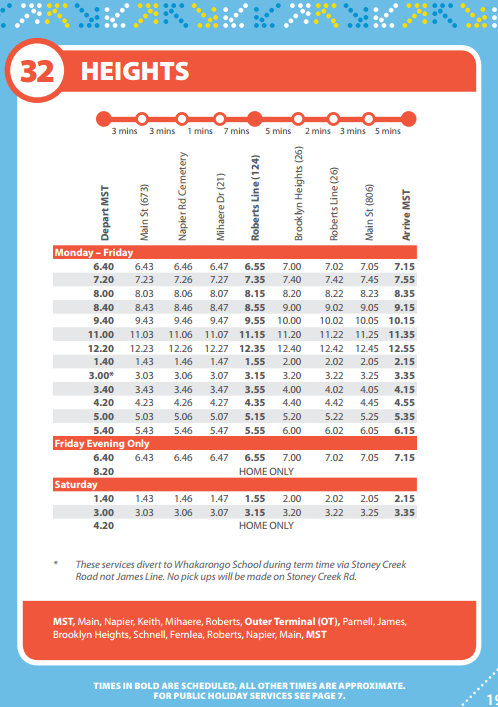 32 HEIGHTS
3 mins 3 mins 1 mins 7 mins 5 mins 2 mins 3 mins 5 mins
Depart MST Main St (673) Napier Rd Cemetery Mihaere Dr (21) Roberts Line (124) Brooklyn Heights (26) Roberts Line (26) Main St (806) Arrive MST
Monday – Friday
6.40 6.43 6.46 6.47 6.55 7.00 7.02 7.05 7.15
7.20 7.23 7.26 7.27 7.35 7.40 7.42 7.45 7.55
8.00 8.03 8.06 8.07 8.15 8.20 8.22 8.23 8.35
8.40 8.43 8.46 8.47 8.55 9.00 9.02 9.05 9.15
9.40 9.43 9.46 9.47 9.55 10.00 10.02 10.05 10.15
11.00 11.03 11.06 11.07 11.15 11.20 11.22 11.25 11.35
12.20 12.23 12.26 12.27 12.35 12.40 12.42 12.45 12.55
1.40 1.43 1.46 1.47 1.55 2.00 2.02 2.05 2.15
3.00* 3.03 3.06 3.07 3.15 3.20 3.22 3.25 3.35
3.40 3.43 3.46 3.47 3.55 4.00 4.02 4.05 4.15
4.20 4.23 4.26 4.27 4.35 4.40 4.42 4.45 4.55
5.00 5.03 5.06 5.07 5.15 5.20 5.22 5.25 5.35
5.40 5.43 5.46 5.47 5.55 6.00 6.02 6.05 6.15
Friday Evening Only
6.40 6.43 6.46 6.47 6.55 7.00 7.02 7.05 7.15
8.20 HOME ONLY
Saturday
1.40 1.43 1.46 1.47 1.55 2.00 2.02 2.05 2.15
3.00 3.03 3.06 3.07 3.15 3.20 3.22 3.25 3.35
4.20 HOME ONLY
* These services divert to Whakarongo School during term time via Stoney Creek
Road not James Line. No pick ups will be made on Stoney Creek Rd.
MST, Main, Napier, Keith, Mihaere, Roberts, Outer Terminal (OT), Parnell, James,
Brooklyn Heights, Schnell, Fernlea, Roberts, Napier, Main, MST
TIMES IN BOLD ARE SCHEDULED, ALL OTHER TIMES ARE APPROXIMATE.
FOR PUBLIC HOLIDAY SERVICES SEE PAGE 7.